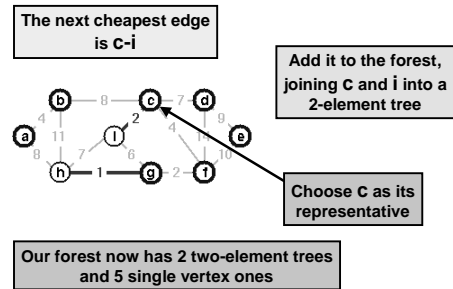 The next cheapest edge
is c-i
Add it to the forest,
joining c and i into a
2-element tree
b 8 c 7 d
4 2 9
a 11 I 4 14 e
8 7 6 10
h 1 g 2 f
Choose c as its
representative
Our forest now has 2 two-element trees
and 5 single vertex ones